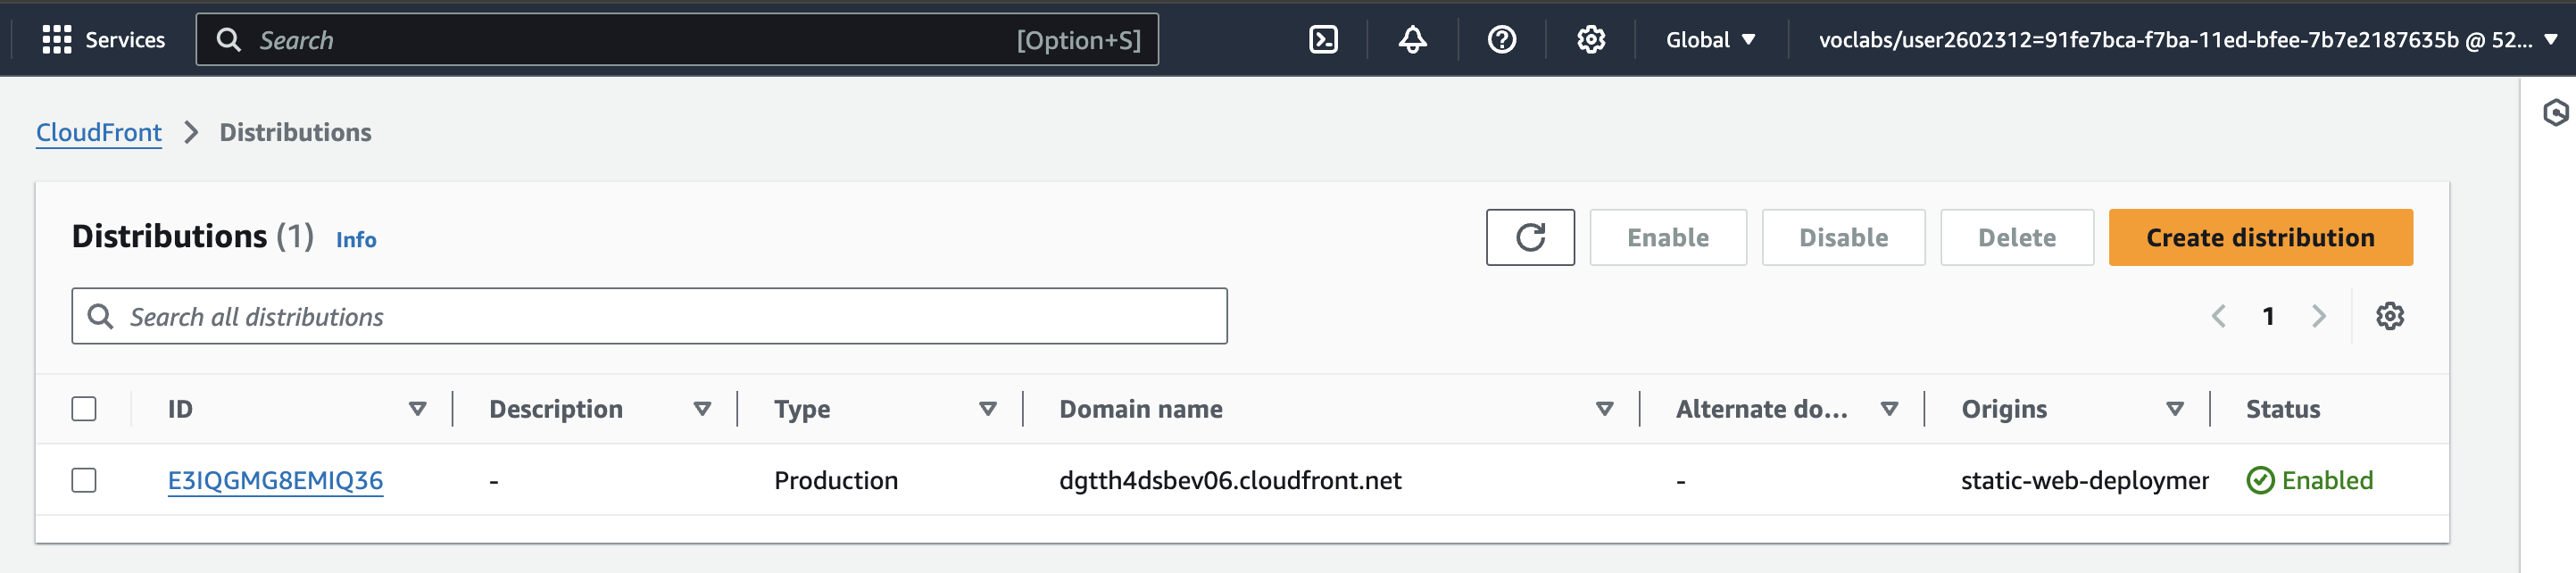 Services Search [Option+S] Global voclabs/user2602312=91fe7bca-f7ba-11ed-bfee-7b7e2187635b @ 52...
CloudFront Distributions
Distributions (1) Info Enable Disable Delete Create distribution
Search all distributions 1
ID Description Type Domain name Alternate do... Origins Status
E3IQGMG8EMIQ36 - Production dgtth4dsbev06.cloudfront.net - static-web-deploymer Enabled